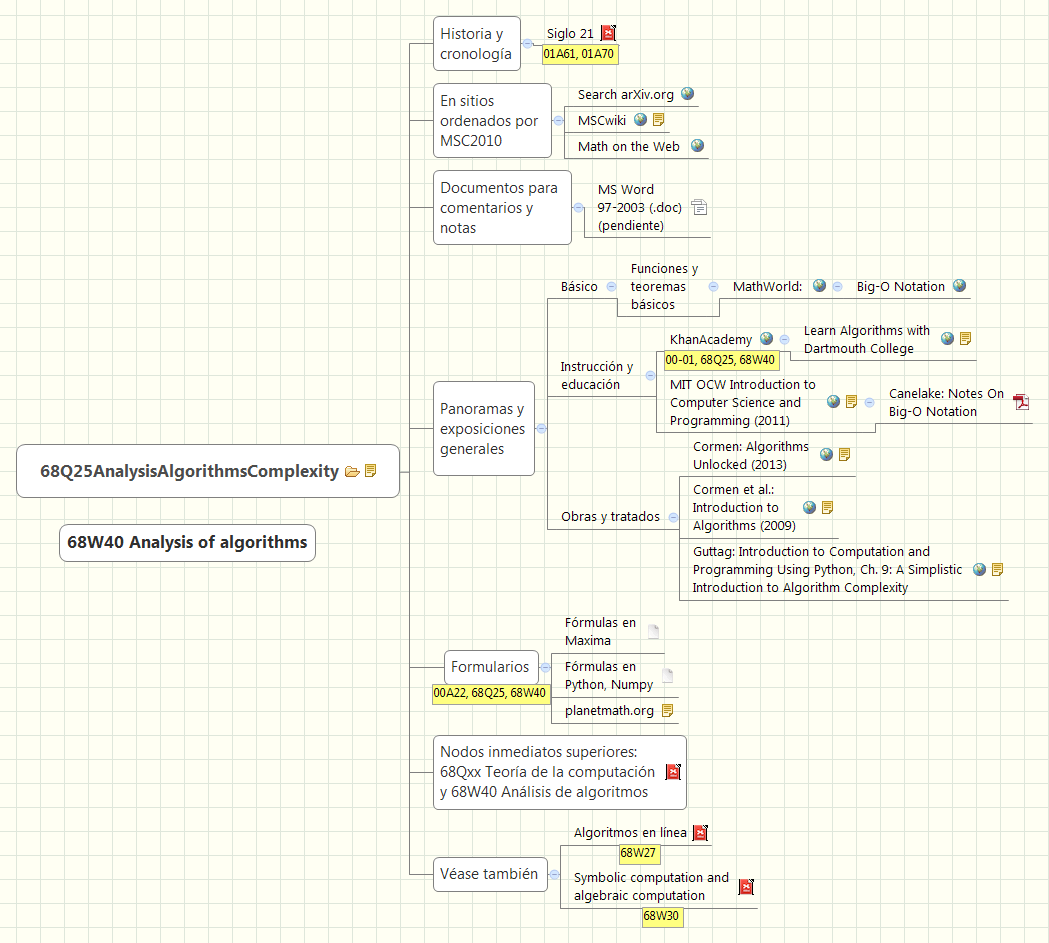 Historia y
cronología
Siglo 21
01A61, 01A70
En sitios
ordenados por
MSC2010
Search arXiv.org
MSCwiki
Math on the Web
Documentos para
comentarios y
notas
MS Word
97-2003 (.doc)
(pendiente)
Panoramas y
exposiciones
generales
Básico
Funciones y
teoremas
básicos
MathWorld:
Big-O Notation
Instrucción y
educación
KhanAcademy
00-01, 68Q25, 68W40
Learn Algorithms with
Dartmouth College
MIT OCW Introduction to
Computer Science and
Programming (2011)
Canelake: Notes On
Big-O Notation
Obras y tratados
Cormen: Algorithms
Unlocked (2013)
Cormen et al.:
Introduction to
Algorithms (2009)
Guttag: Introduction to Computation and
Programming Using Python, Ch. 9: A Simplistic
Introduction to Algorithm Complexity
68Q25AnalysisAlgorithmsComplexity
68W40 Analysis of algorithms
Formularios
00A22, 68Q25, 68W40
Fórmulas en
Maxima
Fórmulas en
Python, Numpy
planetmath.org
Nodos inmediatos superiores:
68Qxx Teoría de la computación
y 68W40 Análisis de algoritmos
Véase también
Algoritmos en línea
68W27
Symbolic computation and
algebraic computation
68W30